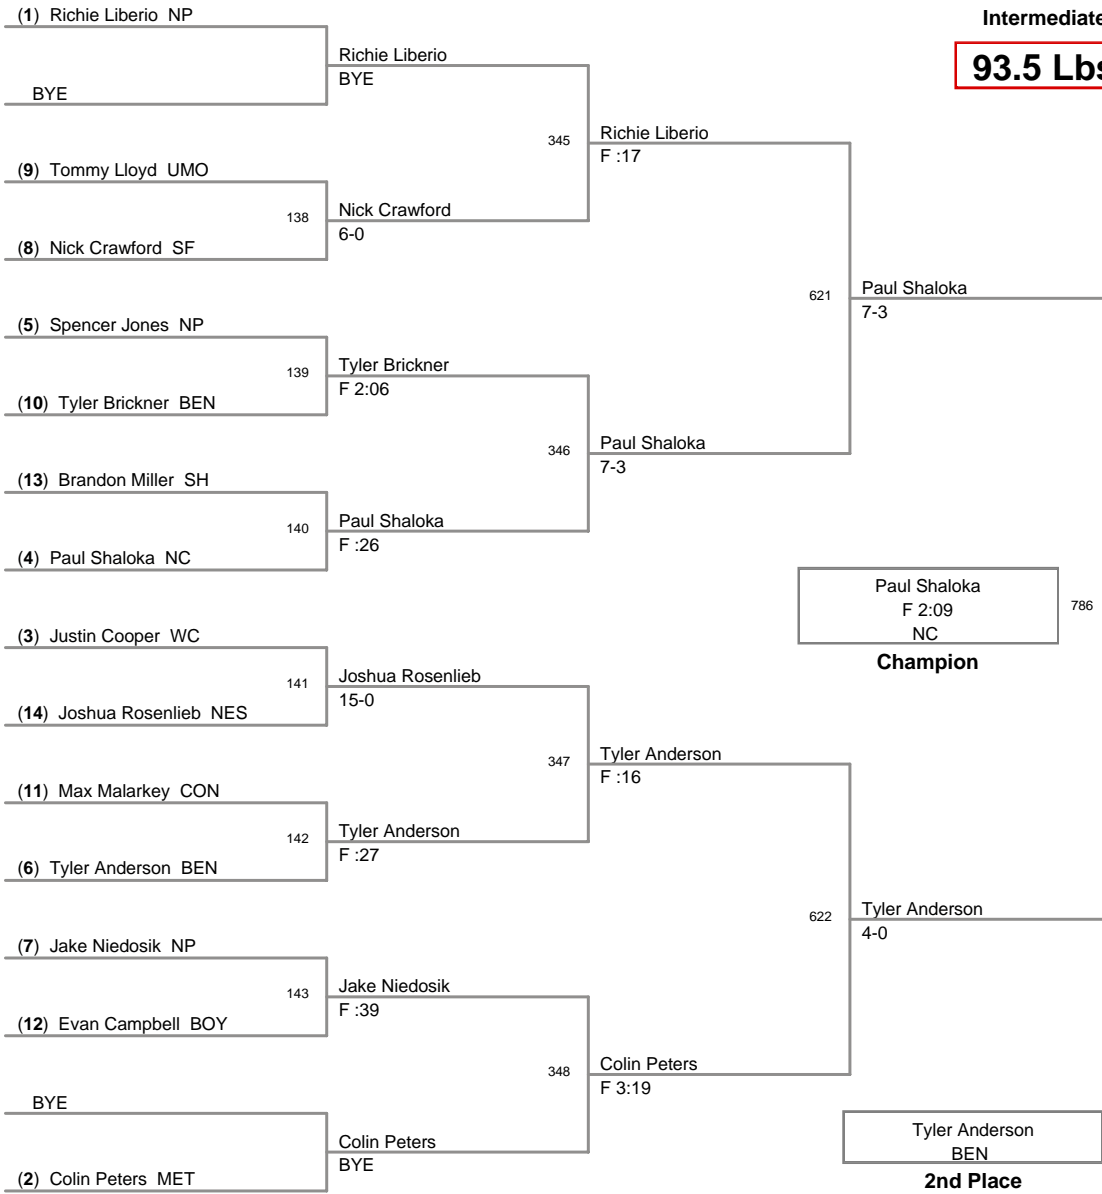 (1) Richie Liberio NP
Intermediate
93.5 Lbs
Richie Liberio
BYE
BYE
345
Richie Liberio
F :17
(9) Tommy Lloyd UMO
138
Nick Crawford
6-0
(8) Nick Crawford SF
621
Paul Shaloka
7-3
(5) Spencer Jones NP
139
Tyler Brickner
F 2:06
(10) Tyler Brickner BEN
346
Paul Shaloka
7-3
(13) Brandon Miller SH
140
Paul Shaloka
F :26
(4) Paul Shaloka NC
Paul Shaloka
F 2:09
NC
786
Champion
(3) Justin Cooper WC
141
Joshua Rosenlieb
15-0
(14) Joshua Rosenlieb NES
347
Tyler Anderson
F :16
(11) Max Malarkey CON
142
Tyler Anderson
F :27
(6) Tyler Anderson BEN
622
Tyler Anderson
4-0
(7) Jake Niedosik NP
143
Jake Niedosik
F :39
(12) Evan Campbell BOY
348
Colin Peters
F 3:19
BYE
Colin Peters
BYE
(2) Colin Peters MET
Tyler Anderson
BEN
2nd Place